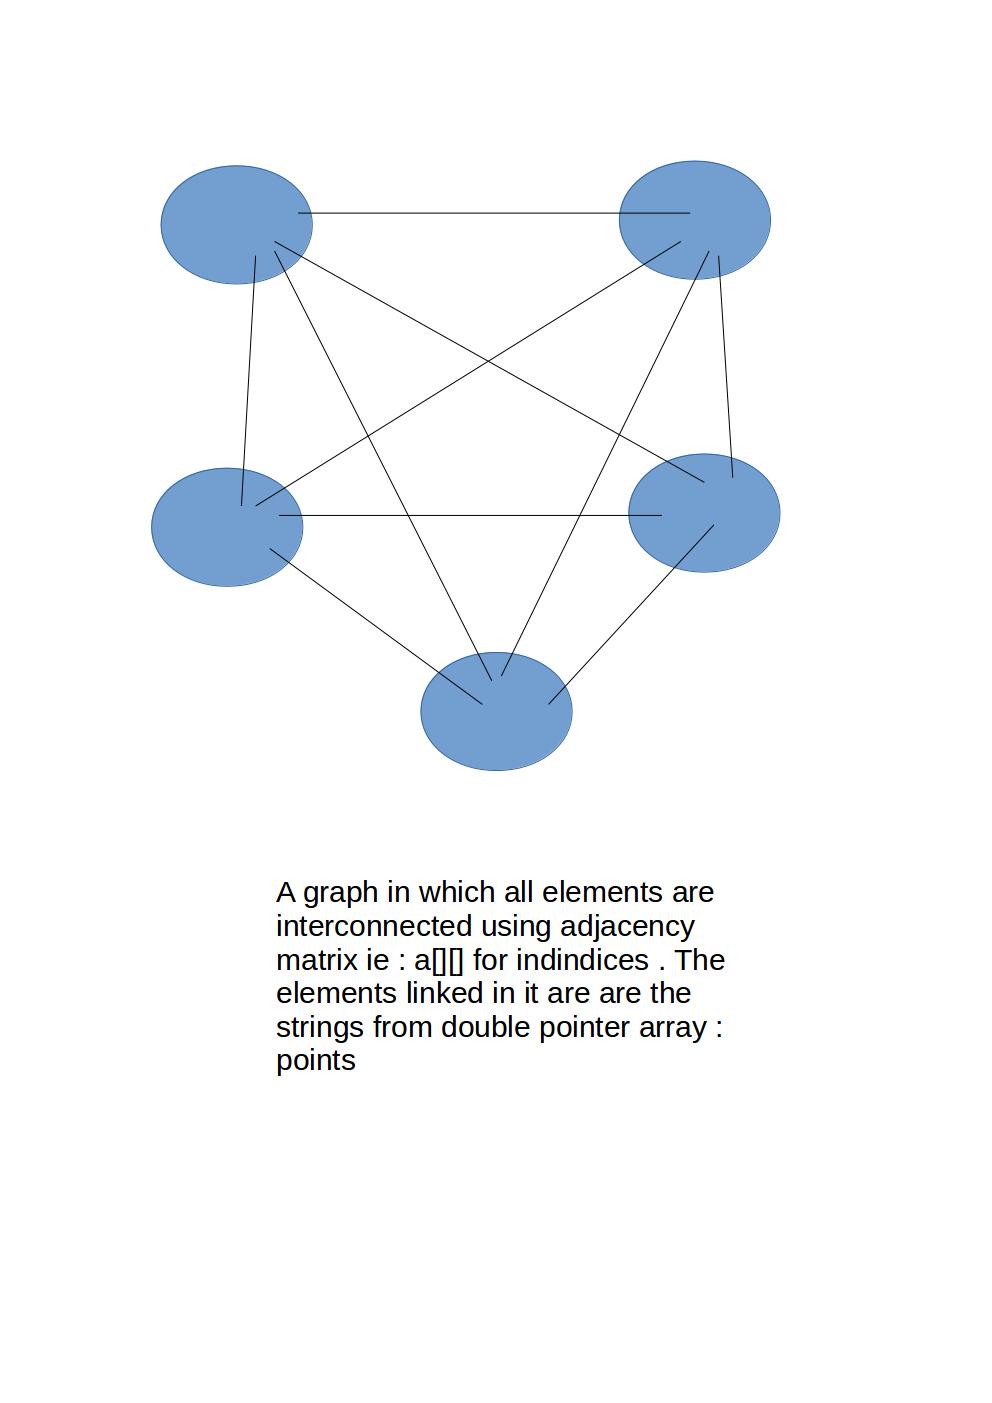 A graph in which all elements are
interconnected using adjacency
matrix ie : a[][] for indindices . The
elements linked in it are are the
strings from double pointer array :
points